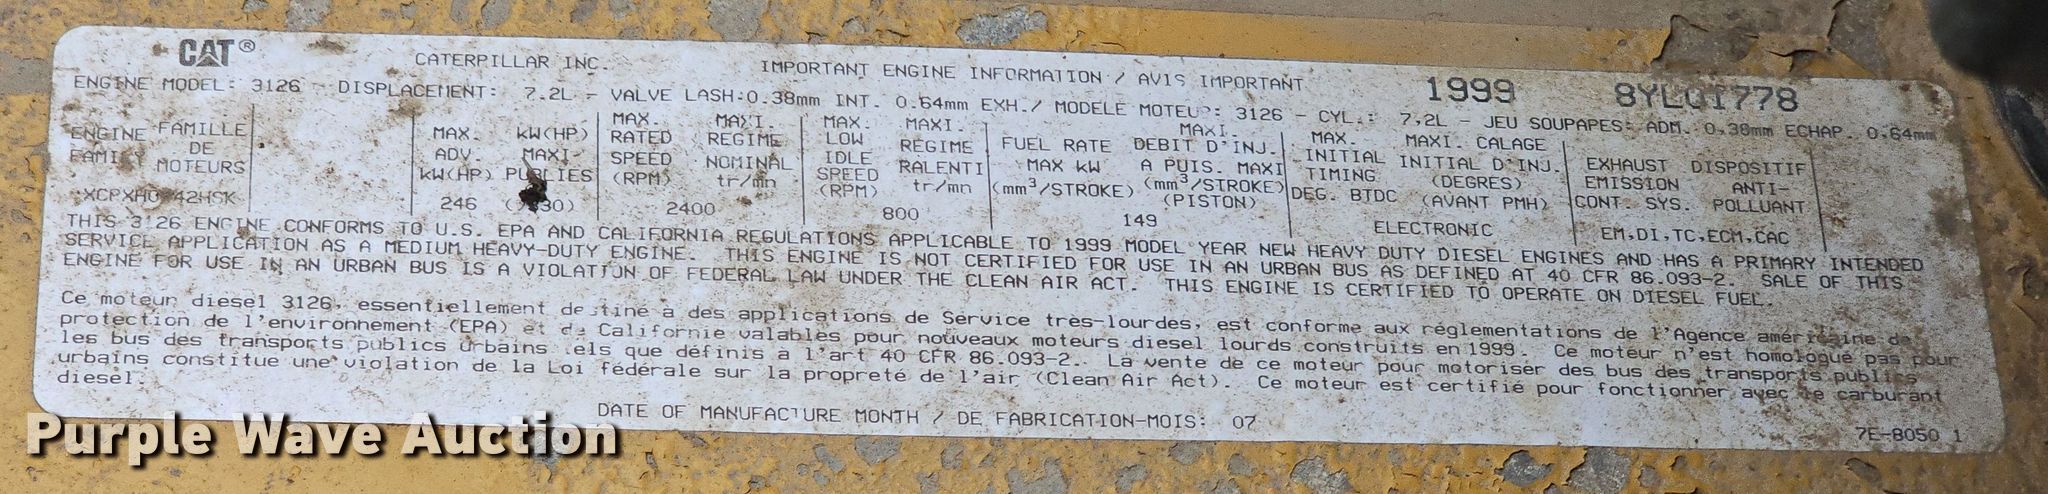 CAT®
CATERPILLAR INC. IMPORTANT ENGINE INFORMATION / AVIS IMPORTANT 1999
ENGINE MODEL: 3126 - DISPLACEMENT: 7.2L - VALVE LASH:0.38mm INT. 0.64mm EXH./ MODELE MOTEUR: 3126 - CYL.: 7,2L - JEU SOUPAPES: ADM. 0,38mm ECHAP. 0.64mm
ENGINE FAMILY
FAMILLE DE MOTEURS
MAX. ADV. kW(HP)
kW(HP) MAXI- PUBLIES
246
MAX. RATED SPEED (RPM)
MAXI. REGIME NOMINAL tr/mn
2400
MAX. LOW IDLE SPEED (RPM)
MAXI. REGIME RALENTI tr/mn
800
FUEL RATE MAX kW (mm³/STROKE)
MAXI. DEBIT D'INJ. A PUIS. MAXI (mm³/STROKE) (PISTON)
149
MAX. INITIAL TIMING DEG. BTDC
MAXI. CALAGE INITIAL D'INJ. (DEGRES) (AVANT PMH)
ELECTRONIC
EXHAUST EMISSION CONT. SYS.
DISPOSITIF ANTI- POLLUANT
EM,DI,TC,ECM,CAC
THIS 3126 ENGINE CONFORMS TO U.S. EPA AND CALIFORNIA REGULATIONS APPLICABLE TO 1999 MODEL YEAR NEW HEAVY DUTY DIESEL ENGINES AND HAS A PRIMARY INTENDED
SERVICE APPLICATION AS A MEDIUM HEAVY-DUTY ENGINE. THIS ENGINE IS NOT CERTIFIED FOR USE IN AN URBAN BUS AS DEFINED AT 40 CFR 86.093-2. SALE OF THIS
ENGINE FOR USE IN AN URBAN BUS IS A VIOLATION OF FEDERAL LAW UNDER THE CLEAN AIR ACT. THIS ENGINE IS CERTIFIED TO OPERATE ON DIESEL FUEL.
Ce moteur diesel 3126, essentiellement destiné à des applications de Service très-lourdes, est conforme aux réglementations de l'Agence américaine de
protection de l'environnement (EPA) et de Californie valables pour nouveaux moteurs diesel lourds construits en 1999. Ce moteur n'est homologué pas pour
les bus des transports publics urbains tels que définis à l'art 40 CFR 86.093-2. La vente de ce moteur pour motoriser des bus des transports publics
urbains constitue une violation de la Loi fédérale sur la propreté de l'air (Clean Air Act). Ce moteur est certifié pour fonctionner avec le carburant
diesel.
DATE OF MANUFACTURE MONTH / DE FABRICATION-MOIS: 07
7E-8050 1
Purple Wave Auction